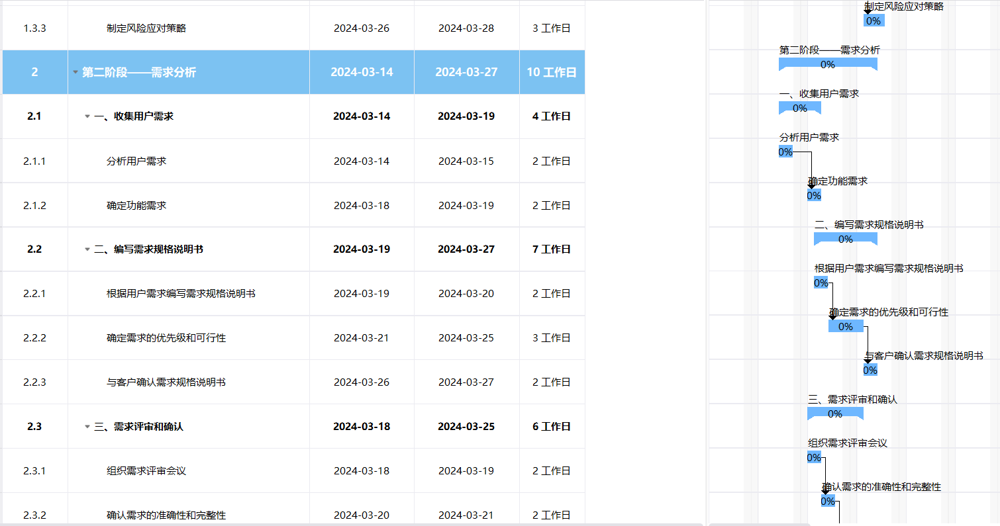 1.3.3 制定风险应对策略 2024-03-26 2024-03-28 3 工作日
2 第二阶段——需求分析 2024-03-14 2024-03-27 10 工作日
2.1 一、收集用户需求 2024-03-14 2024-03-19 4 工作日
2.1.1 分析用户需求 2024-03-14 2024-03-15 2 工作日
2.1.2 确定功能需求 2024-03-18 2024-03-19 2 工作日
2.2 二、编写需求规格说明书 2024-03-19 2024-03-27 7 工作日
2.2.1 根据用户需求编写需求规格说明书 2024-03-19 2024-03-20 2 工作日
2.2.2 确定需求的优先级和可行性 2024-03-21 2024-03-25 3 工作日
2.2.3 与客户确认需求规格说明书 2024-03-26 2024-03-27 2 工作日
2.3 三、需求评审和确认 2024-03-18 2024-03-25 6 工作日
2.3.1 组织需求评审会议 2024-03-18 2024-03-19 2 工作日
2.3.2 确认需求的准确性和完整性 2024-03-20 2024-03-21 2 工作日
制定风险应对策略
0%
第二阶段——需求分析
0%
一、收集用户需求
0%
分析用户需求
0%
确定功能需求
0%
二、编写需求规格说明书
0%
根据用户需求编写需求规格说明书
0%
确定需求的优先级和可行性
0%
与客户确认需求规格说明书
0%
三、需求评审和确认
0%
组织需求评审会议
0%
确认需求的准确性和完整性
0%